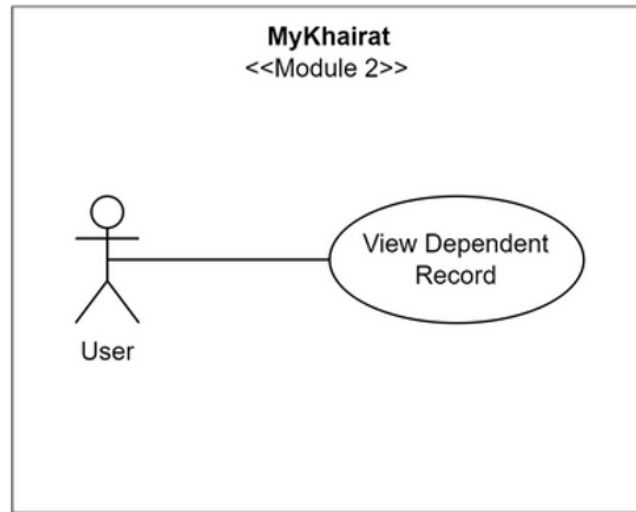 MyKhairat
<<Module 2>>
View Dependent
Record
User